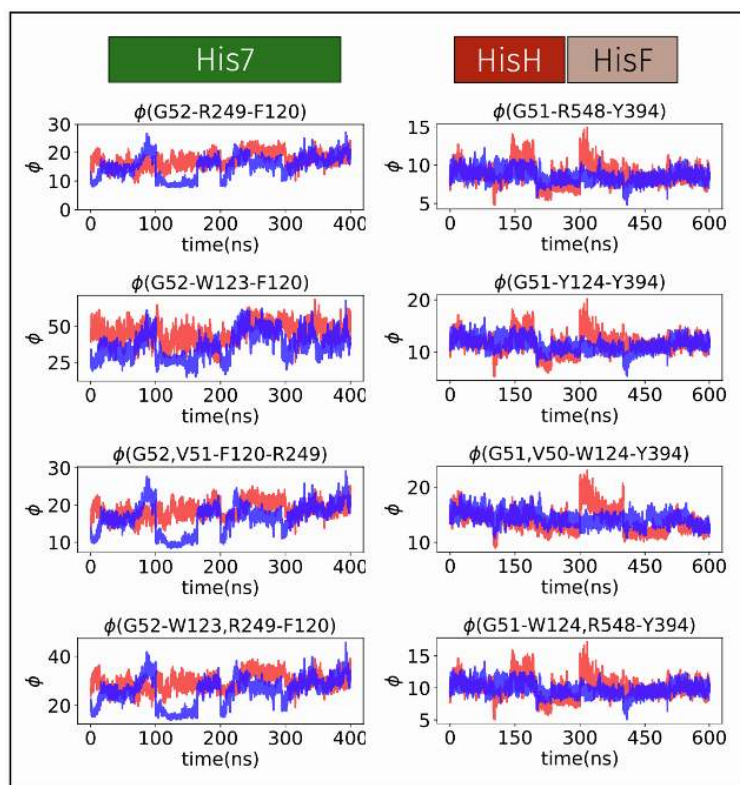 His7
HisH HisF
ϕ(G52-R249-F120)
ϕ
30
20
10
0
0 100 200 300 400
time(ns)
ϕ(G51-R548-Y394)
ϕ
15
10
5
0 150 300 450 600
time(ns)
ϕ(G52-W123-F120)
ϕ
50
25
0 100 200 300 400
time(ns)
ϕ(G51-Y124-Y394)
ϕ
20
10
0 150 300 450 600
time(ns)
ϕ(G52,V51-F120-R249)
ϕ
30
20
10
0 100 200 300 400
time(ns)
ϕ(G51,V50-W124-Y394)
ϕ
20
10
0 150 300 450 600
time(ns)
ϕ(G52-W123,R249-F120)
ϕ
40
20
0 100 200 300 400
time(ns)
ϕ(G51-W124,R548-Y394)
ϕ
15
10
5
0 150 300 450 600
time(ns)